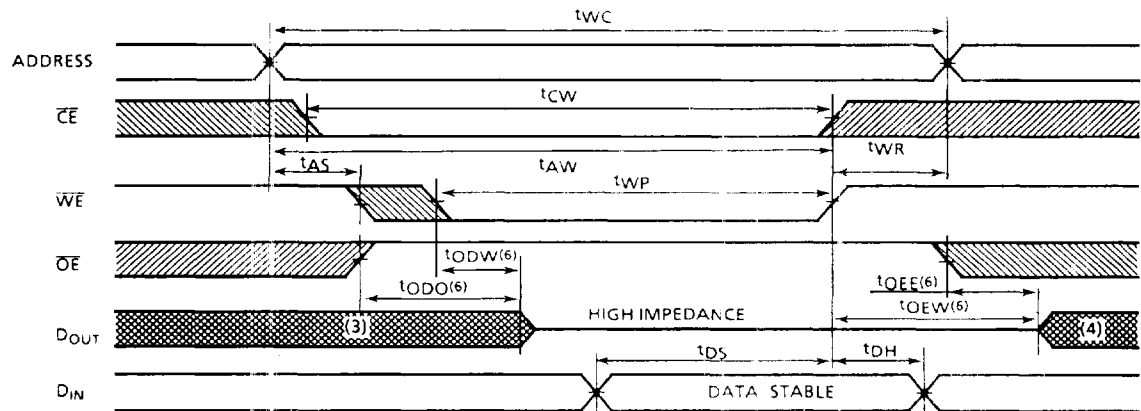 tWC
ADDRESS
tCW
CE
tAS
tAW
tWR
tWP
WE
OE
tODW(6)
tODO(6)
tOEE(6)
tOEW(6)
(3)
HIGH IMPEDANCE
(4)
DOUT
tDS
tDH
DIN
DATA STABLE